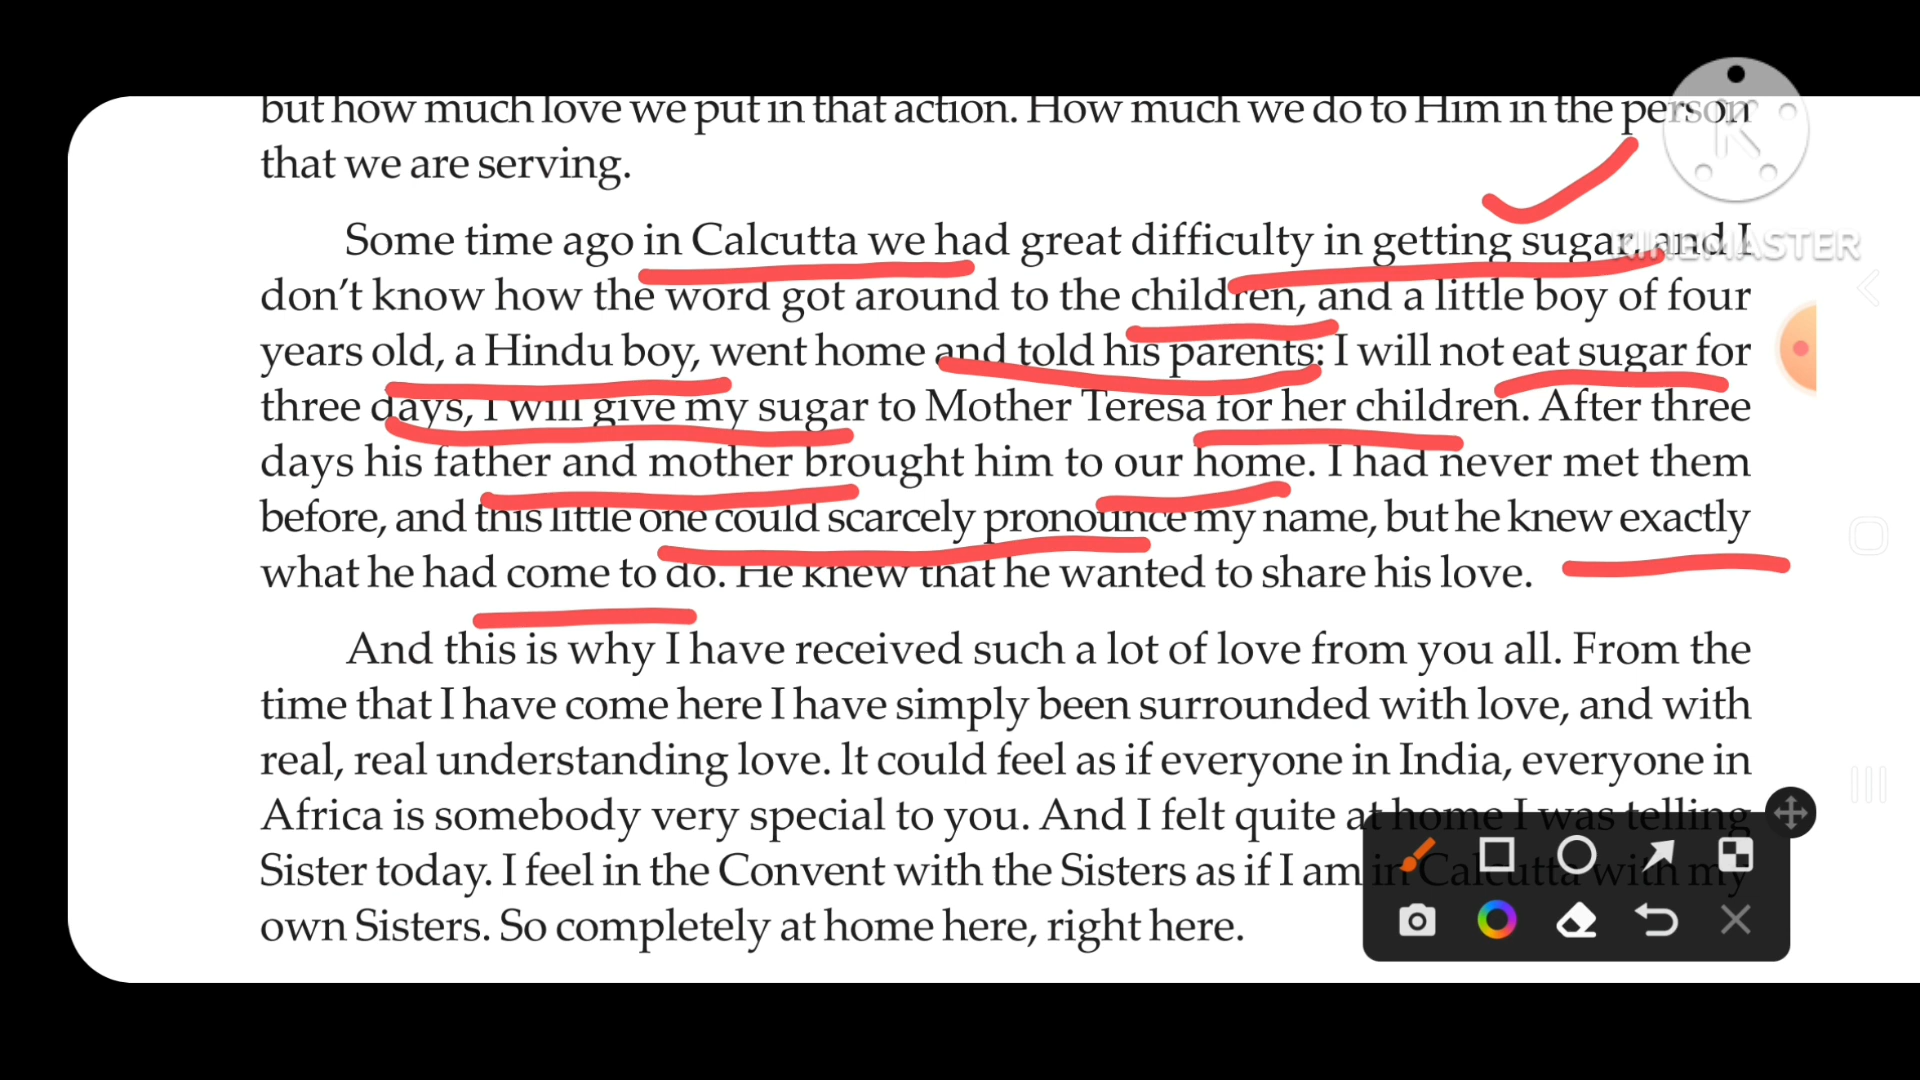 but how much love we put in that action. How much we do to Him in the person
that we are serving.
Some time ago in Calcutta we had great difficulty in getting sugar, and I
don't know how the word got around to the children, and a little boy of four
years old, a Hindu boy, went home and told his parents: I will not eat sugar for
three days, I will give my sugar to Mother Teresa for her children. After three
days his father and mother brought him to our home. I had never met them
before, and this little one could scarcely pronounce my name, but he knew exactly
what he had come to do. He knew that he wanted to share his love.
And this is why I have received such a lot of love from you all. From the
time that I have come here I have simply been surrounded with love, and with
real, real understanding love. lt could feel as if everyone in India, everyone in
Africa is somebody very special to you. And I felt quite at home I was telling
Sister today. I feel in the Convent with the Sisters as if I am in Calcutta with my
own Sisters. So completely at home here, right here.
K
KINEMASTER